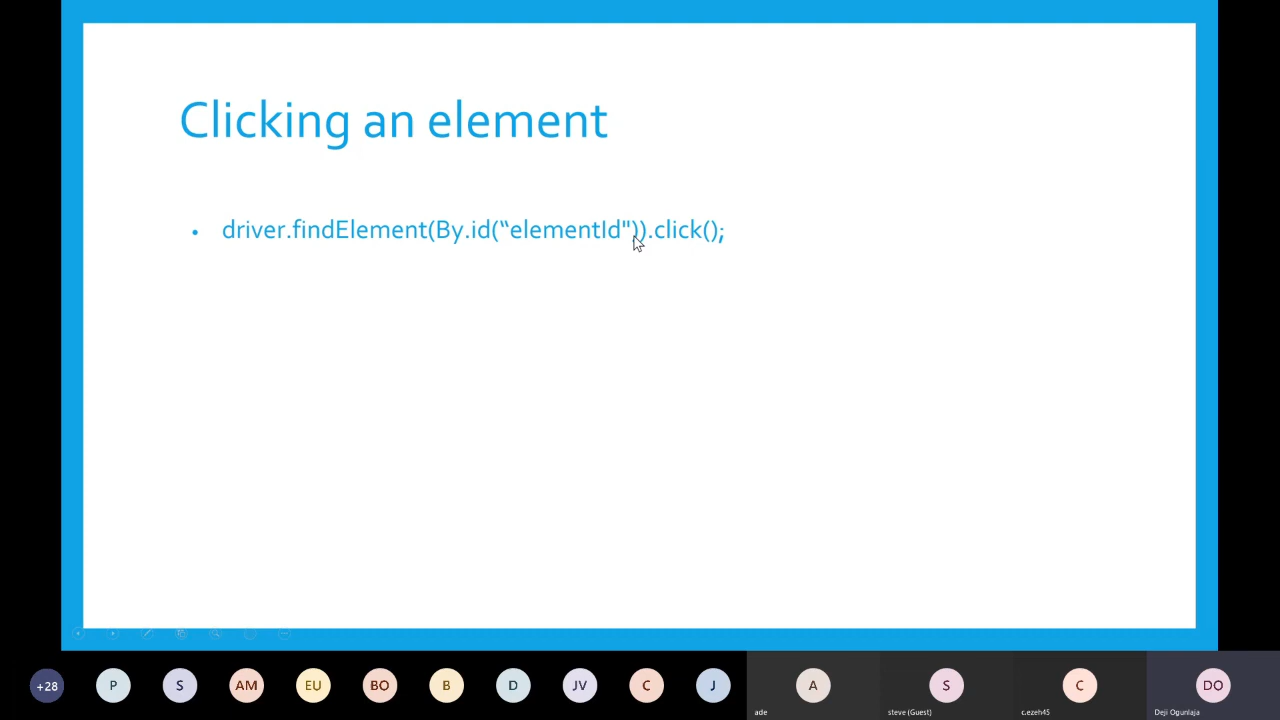 Clicking an element
• driver.findElement(By.id(“elementId")).click();
+28 P S AM EU BO B D JV C J A S C DO
ade steve (Guest) c.ezeh45 Deji Ogunlaja